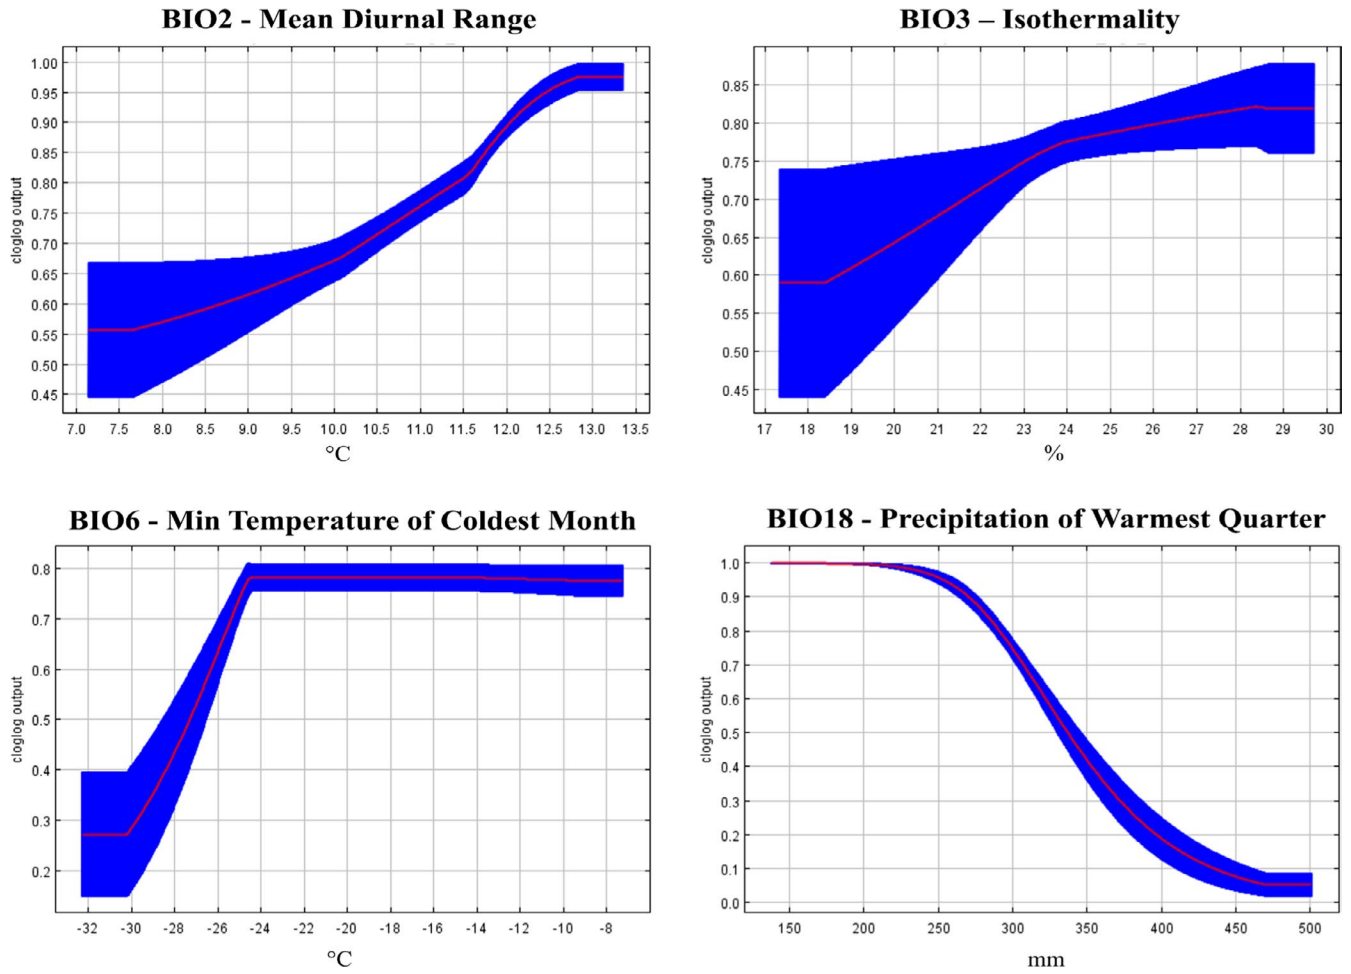 BIO2 - Mean Diurnal Range
cloglog output
1.00
0.95
0.90
0.85
0.80
0.75
0.70
0.65
0.60
0.55
0.50
0.45
7.0 7.5 8.0 8.5 9.0 9.5 10.0 10.5 11.0 11.5 12.0 12.5 13.0 13.5
°C
BIO3 – Isothermality
cloglog output
0.85
0.80
0.75
0.70
0.65
0.60
0.55
0.50
0.45
17 18 19 20 21 22 23 24 25 26 27 28 29 30
%
BIO6 - Min Temperature of Coldest Month
cloglog output
0.8
0.7
0.6
0.5
0.4
0.3
0.2
-32 -30 -28 -26 -24 -22 -20 -18 -16 -14 -12 -10 -8
°C
BIO18 - Precipitation of Warmest Quarter
cloglog output
1.0
0.9
0.8
0.7
0.6
0.5
0.4
0.3
0.2
0.1
0.0
150 200 250 300 350 400 450 500
mm